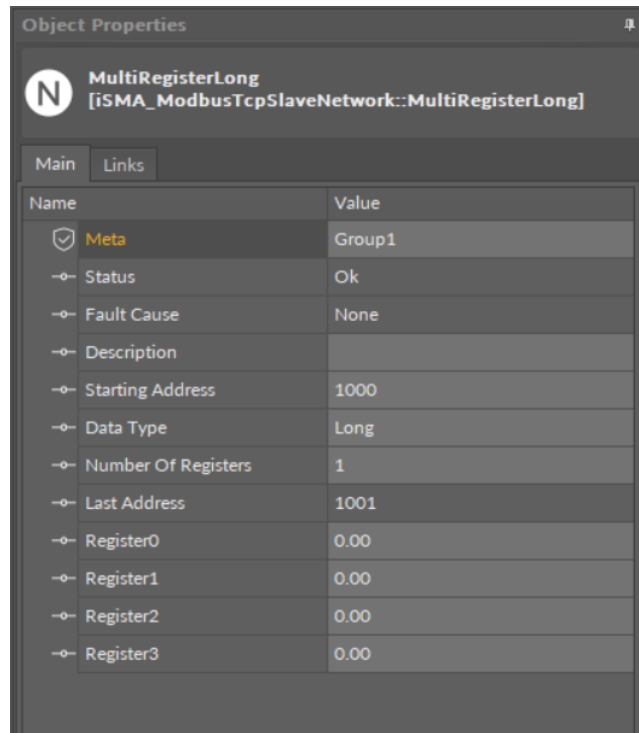 Object Properties
N
MultiRegisterLong
[iSMA_ModbusTcpSlaveNetwork::MultiRegisterLong]
Main Links
Name Value
Meta Group1
Status Ok
Fault Cause None
Description
Starting Address 1000
Data Type Long
Number Of Registers 1
Last Address 1001
Register0 0.00
Register1 0.00
Register2 0.00
Register3 0.00